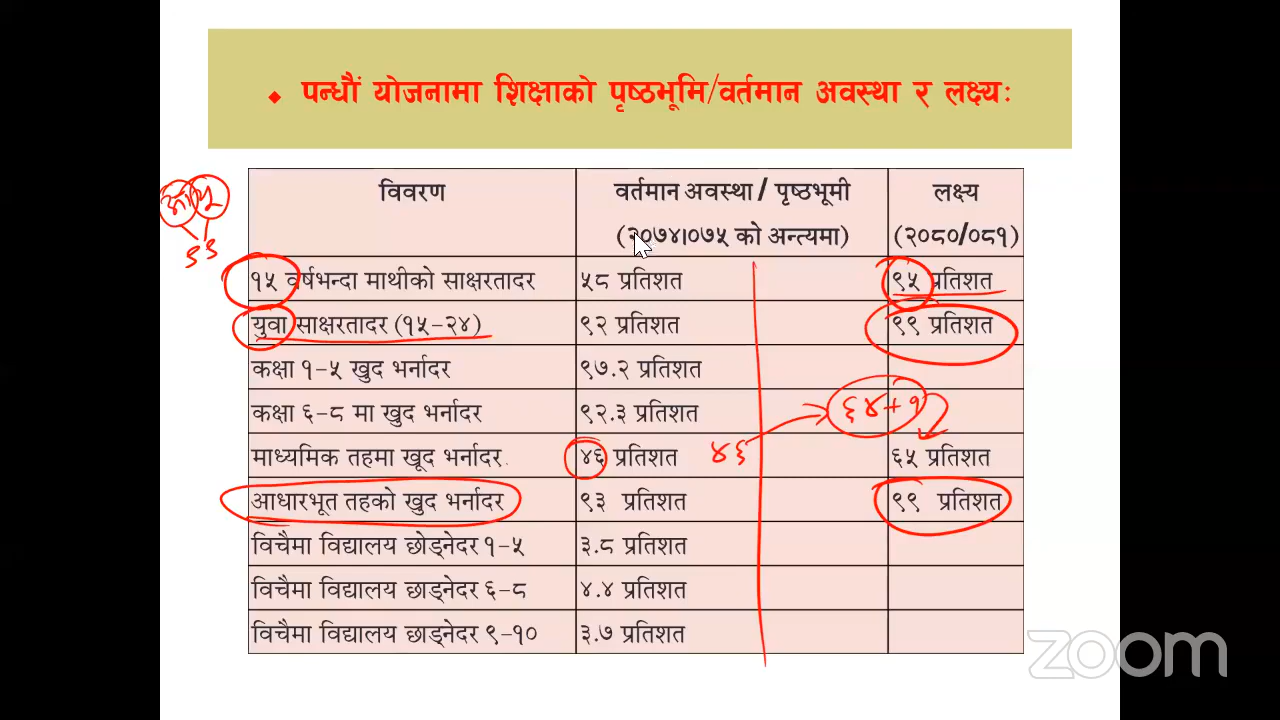 • पन्धौं योजनामा शिक्षाको पृष्ठभूमि/वर्तमान अवस्था र लक्ष्यः
विवरण वर्तमान अवस्था / पृष्ठभूमी लक्ष्य
(२०७४।०७५ को अन्त्यमा) (२०८०/०८१)
१५ वर्षभन्दा माथीको साक्षरतादर ५८ प्रतिशत ९५ प्रतिशत
युवा साक्षरतादर (१५-२४) ९२ प्रतिशत ९९ प्रतिशत
कक्षा १-५ खुद भर्नादर ९७.२ प्रतिशत
कक्षा ६-८ मा खुद भर्नादर ९२.३ प्रतिशत ६४+१
माध्यमिक तहमा खूद भर्नादर ४६ प्रतिशत ४६ ६५ प्रतिशत
आधारभूत तहको खुद भर्नादर ९३ प्रतिशत ९९ प्रतिशत
विचैमा विद्यालय छोड्नेदर १-५ ३.८ प्रतिशत
विचैमा विद्यालय छाड्नेदर ६-८ ४.४ प्रतिशत
विचैमा विद्यालय छाड्नेदर ९-१० ३.७ प्रतिशत
zoom